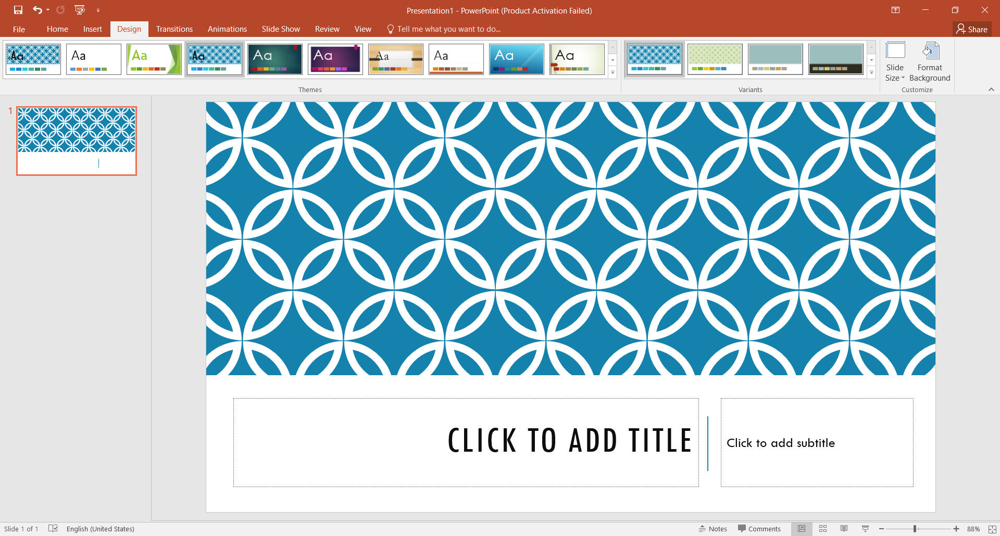 Presentation1 - PowerPoint (Product Activation Failed)
File Home Insert Design Transitions Animations Slide Show Review View Tell me what you want to do... Share
Aa Aa Aa Aa Aa Aa Aa Aa Aa Aa
Slide Size
Format Background
Themes Variants Customize
1
CLICK TO ADD TITLE
Click to add subtitle
Slide 1 of 1 English (United States) Notes Comments 88%